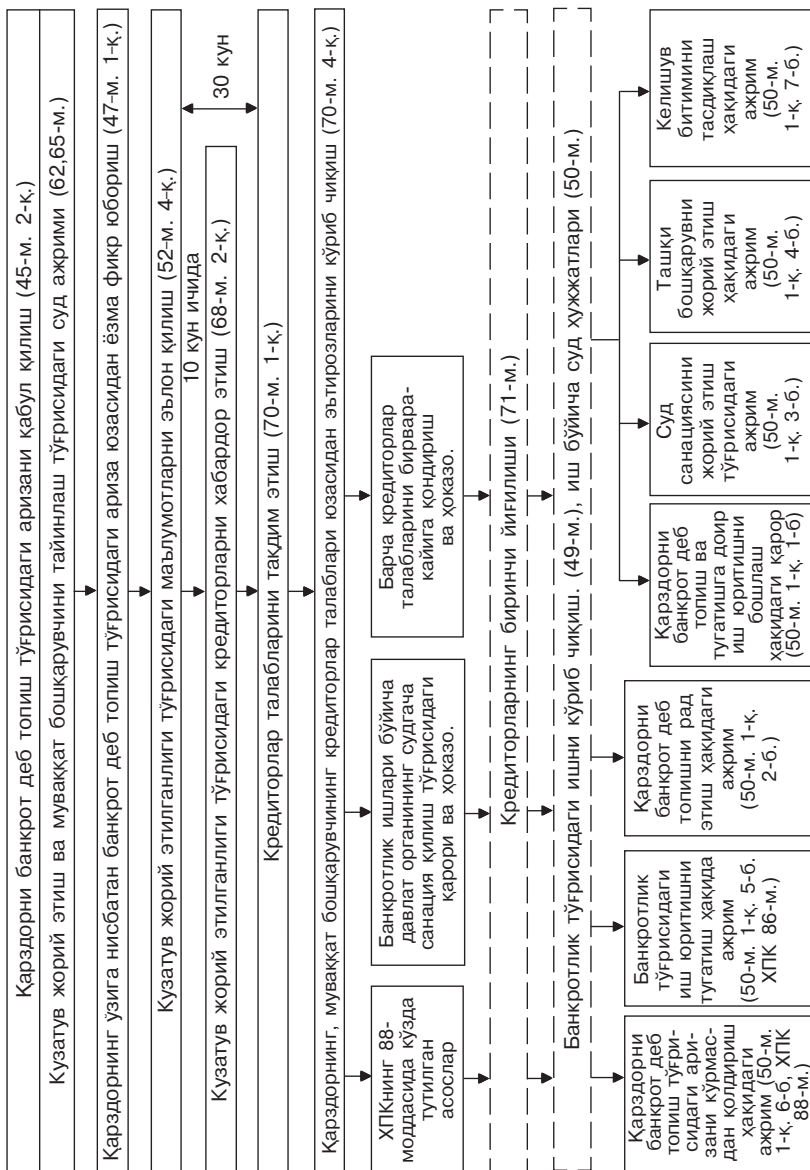 Қарздорни банкрот деб топиш тўғрисидаги аризани қабул қилиш (45-м. 2-қ.)
Кузатув жорий этиш ва муваққат бошқарувчини тайинлаш тўғрисидаги суд ажрими (62,65-м.)
Қарздорнинг ўзига нисбатан банкрот деб топиш тўғрисидаги ариза юзасидан ёзма фикр юбориш (47-м. 1-қ.)
Кузатув жорий этилганлиги тўғрисидаги маълумотларни эълон қилиш (52-м. 4-қ.)
10 кун ичида
30 кун
Кузатув жорий этилганлиги тўғрисидаги кредиторларни хабардор этиш (68-м. 2-қ.)
Кредиторлар талабларини тақдим этиш (70-м. 1-қ.)
Қарздорнинг, муваққат бошқарувчининг кредиторлар талаблари юзасидан эътирозларини кўриб чиқиш (70-м. 4-қ.)
ХПКнинг 88-
моддасида кўзда
тутилган
асослар
Банкротлик ишлари бўйича
давлат органининг судгача
санация қилиш тўғрисидаги
қарори ва ҳоказо.
Барча кредиторлар
талабларини бирвара-
кайига қондириш
ва ҳоказо.
Кредиторларнинг биринчи йиғилиши (71-м.)
Банкротлик тўғрисидаги ишни кўриб чиқиш. (49-м.), иш бўйича суд ҳужжатлари (50-м.)
Қарздорни
банкрот деб
топиш тўғри-
сидаги ари-
зани кўрмас-
дан қолдириш
ҳақидаги
ажрим (50-м.
1-қ, 6-б, ХПК
88-м.)
Банкротлик
тўғрисидаги
иш юритишни
тугатиш ҳақида
ажрим
(50-м. 1-қ, 5-б.
ХПК 86-м.)
Қарздорни
банкрот деб
топишни рад
этиш ҳақидаги
ажрим
(50-м. 1-қ,
2-б.)
Қарздорни
банкрот деб
топиш ва
тугатишга доир
иш юритишни
бошлаш
ҳақидаги қарор
(50-м. 1-қ, 1-б)
Суд
санациясини
жорий этиш
тўғрисидаги
ажрим
(50-м.
1-қ, 3-б.)
Ташқи
бошқарувни
жорий этиш
ҳақидаги
ажрим
(50-м.
1-қ, 4-б.)
Келишув
битимини
тасдиқлаш
ҳақидаги
ажрим
(50-м.
1-қ, 7-б.)